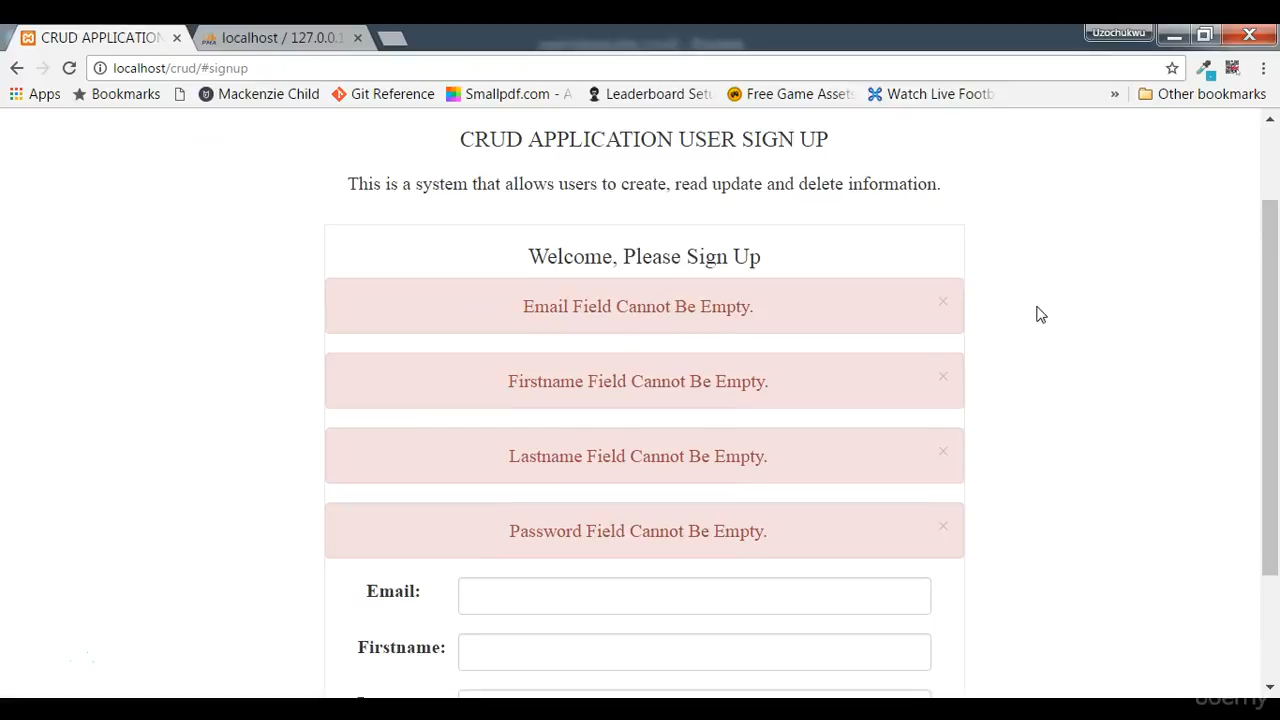 CRUD APPLICATION
localhost / 127.0.0.1
Uzochukwu
localhost/crud/#signup
Apps
Bookmarks
Mackenzie Child
Git Reference
Smallpdf.com - A
Leaderboard Setu
Free Game Assets
Watch Live Footb
»
Other bookmarks
CRUD APPLICATION USER SIGN UP
This is a system that allows users to create, read update and delete information.
Welcome, Please Sign Up
Email Field Cannot Be Empty.
×
Firstname Field Cannot Be Empty.
×
Lastname Field Cannot Be Empty.
×
Password Field Cannot Be Empty.
×
Email:
Firstname:
udemy